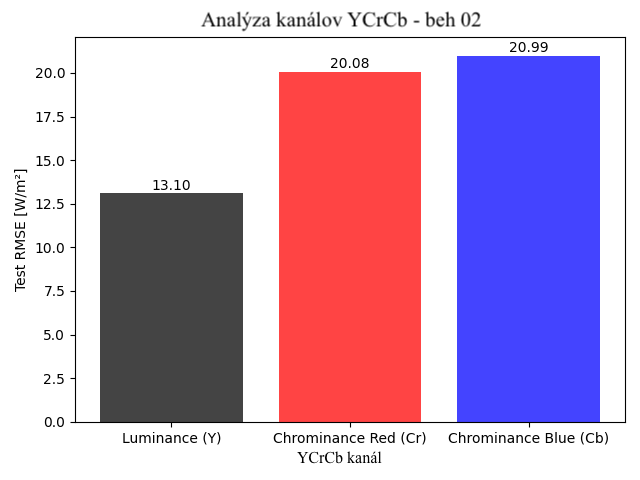 Analýza kanálov YCrCb - beh 02
20.99
20.08
13.10
20.0
17.5
15.0
12.5
10.0
7.5
5.0
2.5
0.0
Test RMSE [W/m²]
Luminance (Y)
Chrominance Red (Cr)
Chrominance Blue (Cb)
YCrCb kanál